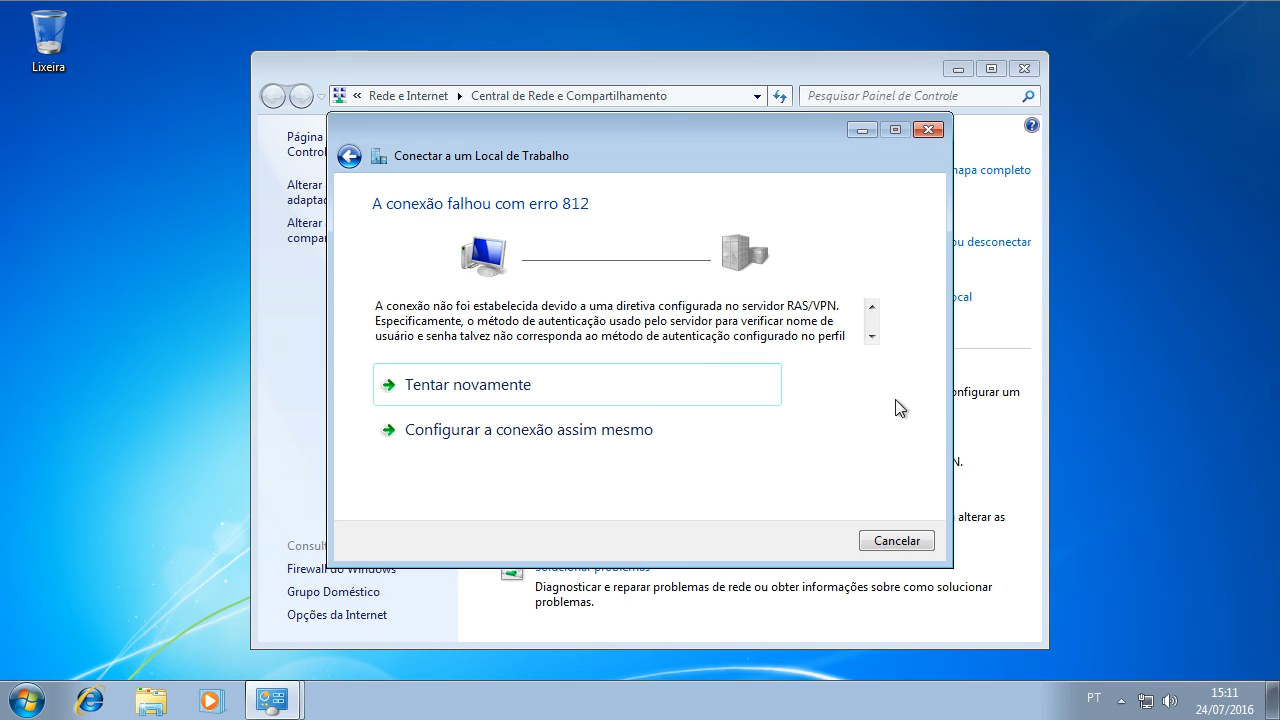 Lixeira
Rede e Internet
Central de Rede e Compartilhamento
Pesquisar Painel de Controle
Página
Control
Alterar
adaptad
Alterar
compar
Conectar a um Local de Trabalho
mapa completo
ou desconectar
ocal
onfigurar um
N.
alterar as
A conexão falhou com erro 812
A conexão não foi estabelecida devido a uma diretiva configurada no servidor RAS/VPN.
Especificamente, o método de autenticação usado pelo servidor para verificar nome de
usuário e senha talvez não corresponda ao método de autenticação configurado no perfil
Tentar novamente
Configurar a conexão assim mesmo
Cancelar
Consult
Firewall do Windows
Grupo Doméstico
Opções da Internet
Solucionar problemas
Diagnosticar e reparar problemas de rede ou obter informações sobre como solucionar
problemas.
PT
15:11
24/07/2016